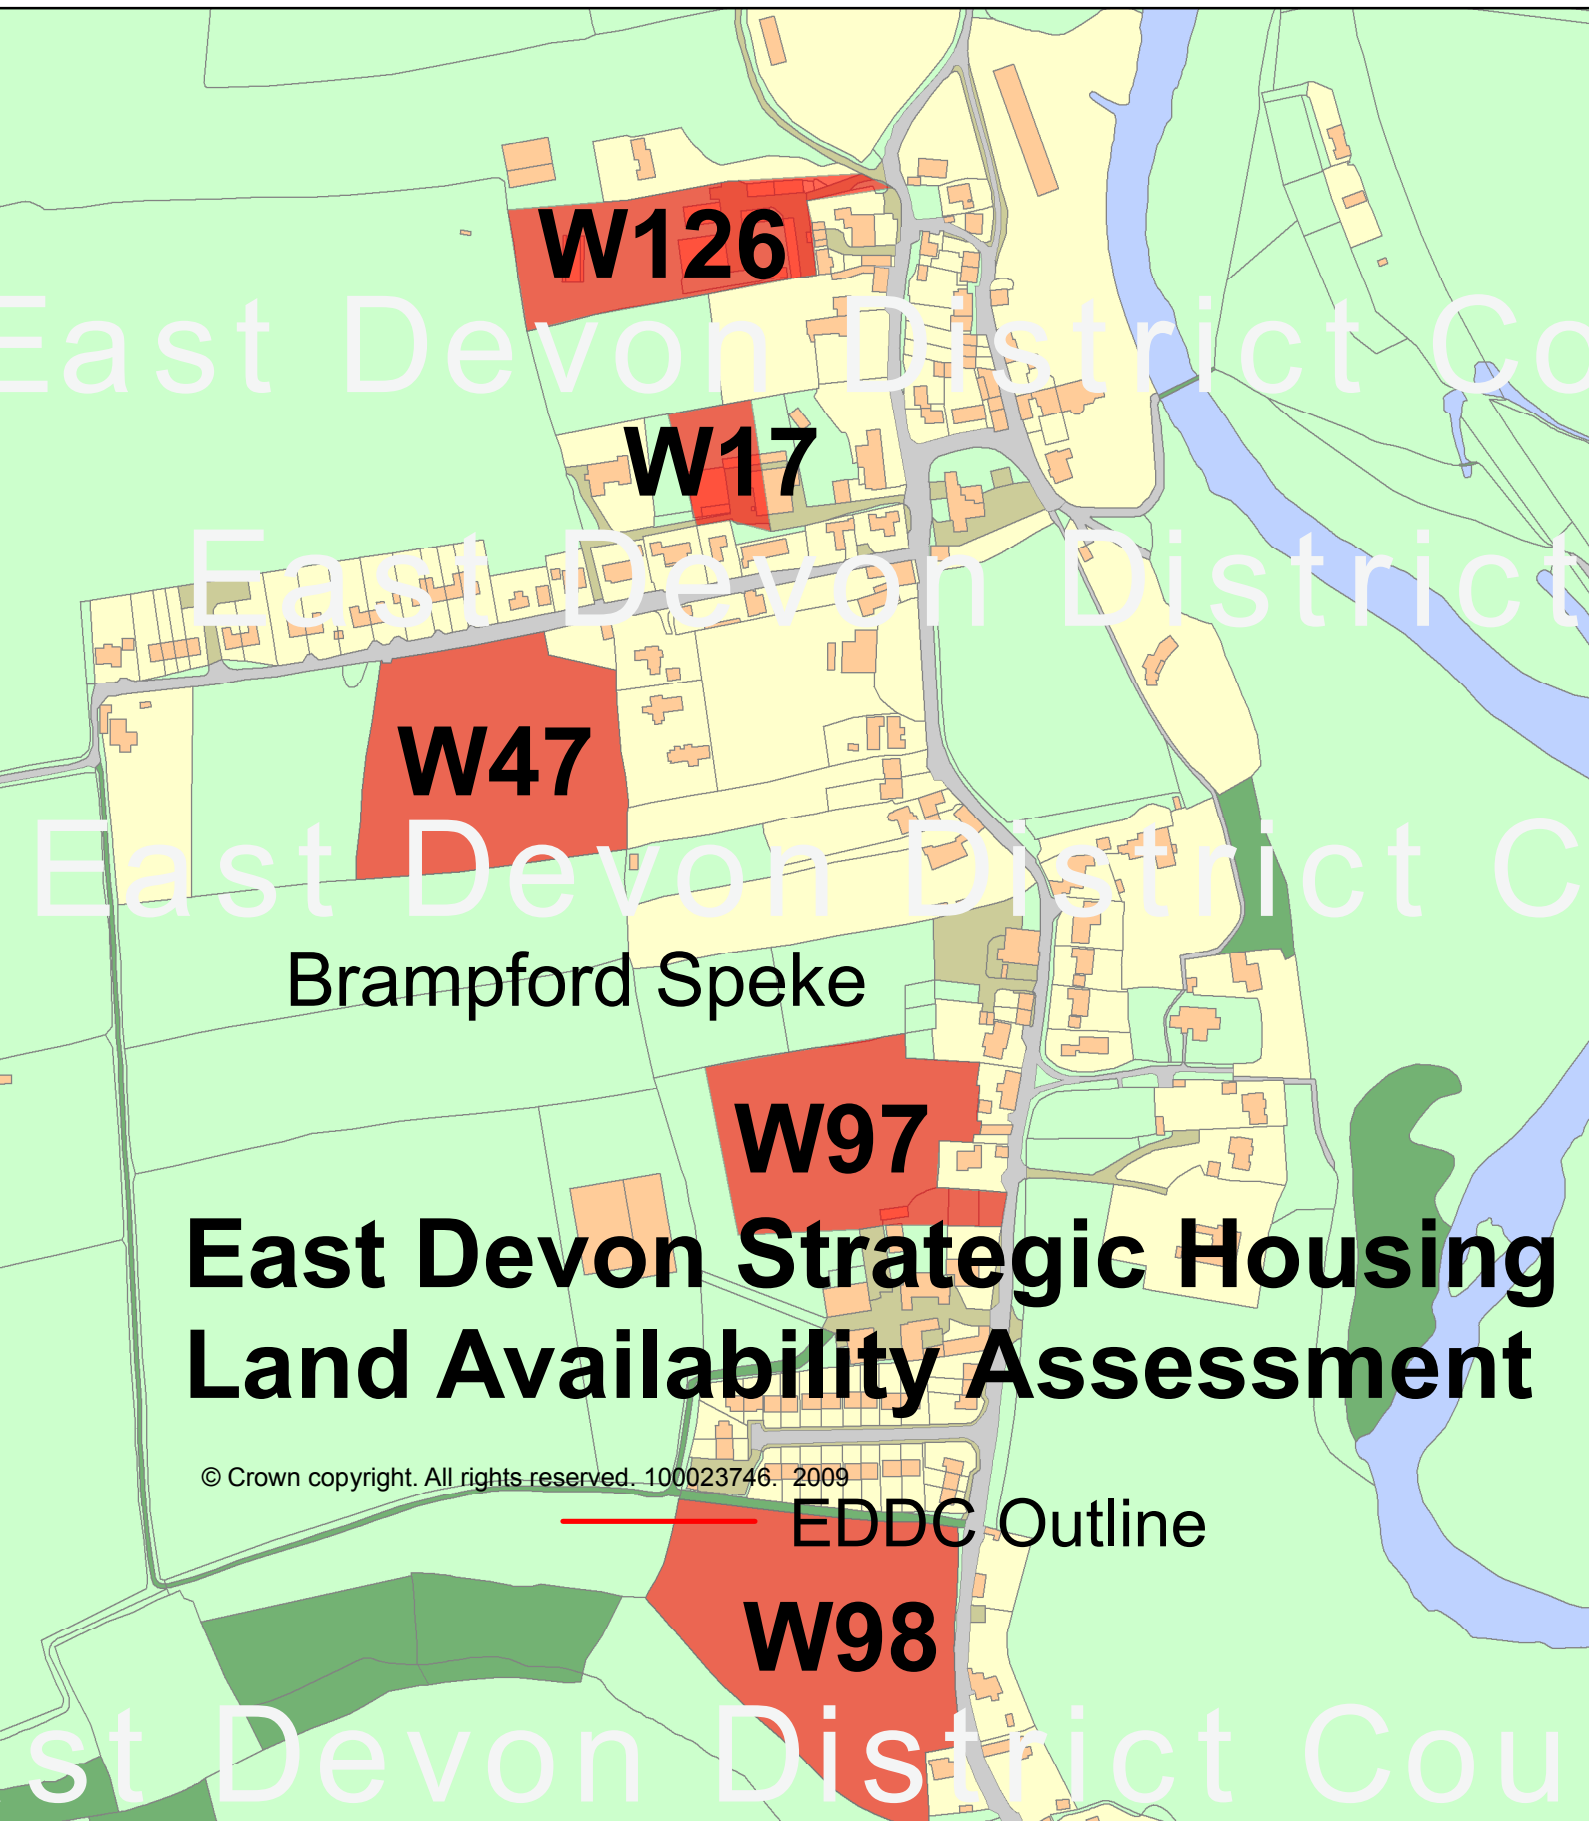 W126
East Devon District Co
W17
East Devon District
W47
East Devon District C
Brampford Speke
W97
East Devon Strategic Housing
Land Availability Assessment
© Crown copyright. All rights reserved. 100023746. 2009
EDDC Outline
W98
st Devon District Cou